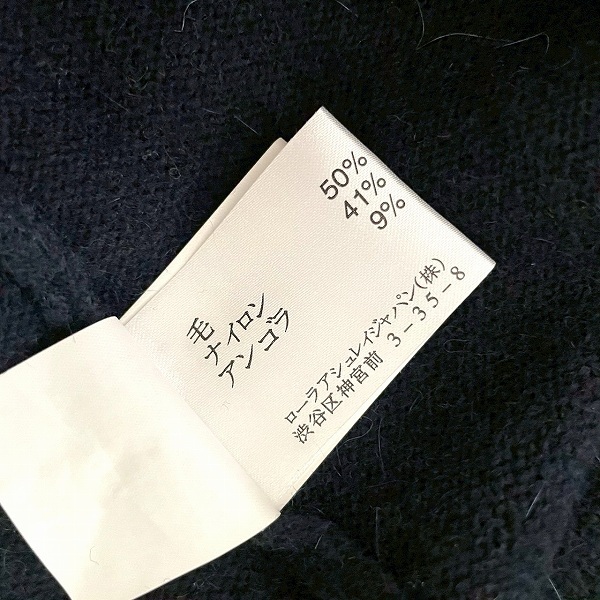 毛 50%
ナイロン 41%
アンゴラ 9%
ローラアシュレイジャパン(株)
渋谷区神宮前 3-35-8